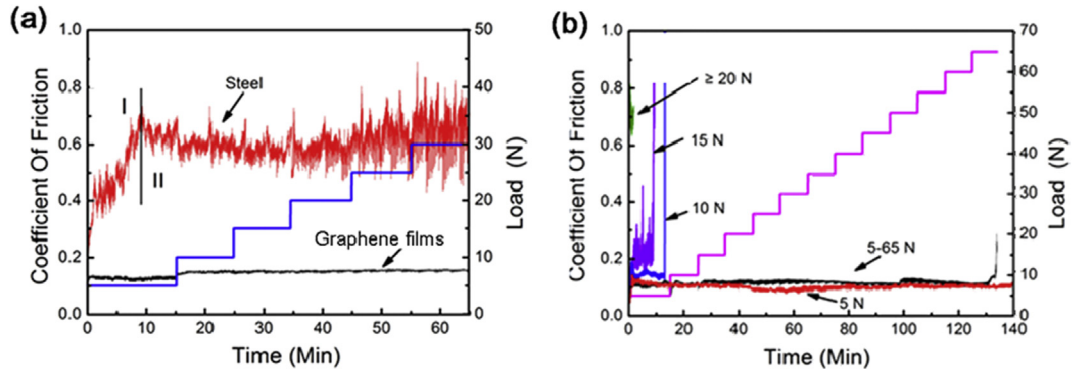 (a)
Coefficient Of Friction
1.0
0.8
0.6
0.4
0.2
0.0
I
II
Steel
Graphene films
50
40
30
20
10
0
Load (N)
0 10 20 30 40 50 60
Time (Min)
(b)
Coefficient Of Friction
1.0
0.8
0.6
0.4
0.2
0.0
≥ 20 N
15 N
10 N
5-65 N
5 N
70
60
50
40
30
20
10
0
Load (N)
0 20 40 60 80 100 120 140
Time (Min)